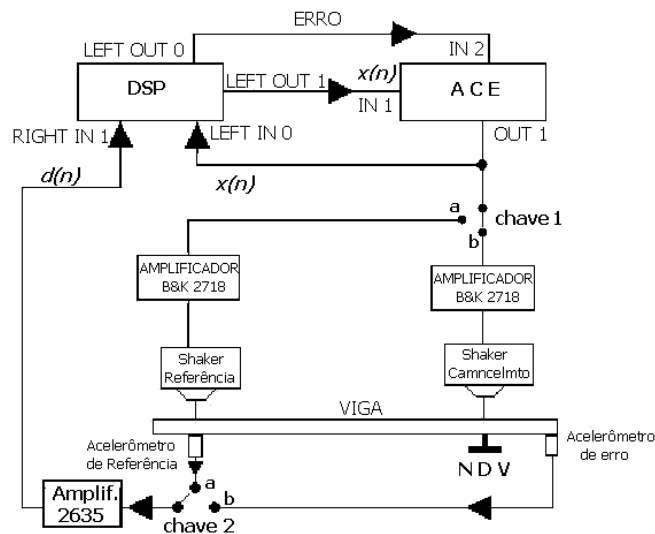 ERRO
LEFT OUT 0
IN 2
DSP
LEFT OUT 1
x(n)
IN 1
A C E
RIGHT IN 1
LEFT IN 0
OUT 1
d(n)
x(n)
a
chave 1
b
AMPLIFICADOR
B&K 2718
AMPLIFICADOR
B&K 2718
Shaker
Referência
Shaker
Camncelmto
VIGA
Acelerômetro
de Referência
Acelerômetro
de erro
N D V
a
b
Amplif.
2635
chave 2